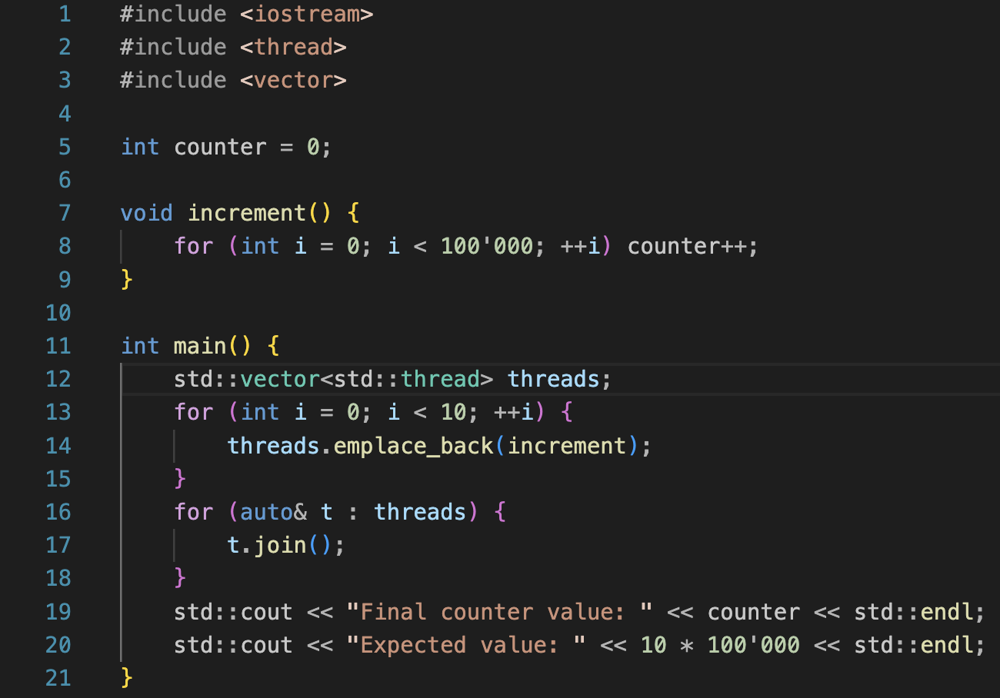 1 #include <iostream>
2 #include <thread>
3 #include <vector>
4
5 int counter = 0;
6
7 void increment() {
8     for (int i = 0; i < 100'000; ++i) counter++;
9 }
10
11 int main() {
12     std::vector<std::thread> threads;
13     for (int i = 0; i < 10; ++i) {
14         threads.emplace_back(increment);
15     }
16     for (auto& t : threads) {
17         t.join();
18     }
19     std::cout << "Final counter value: " << counter << std::endl;
20     std::cout << "Expected value: " << 10 * 100'000 << std::endl;
21 }